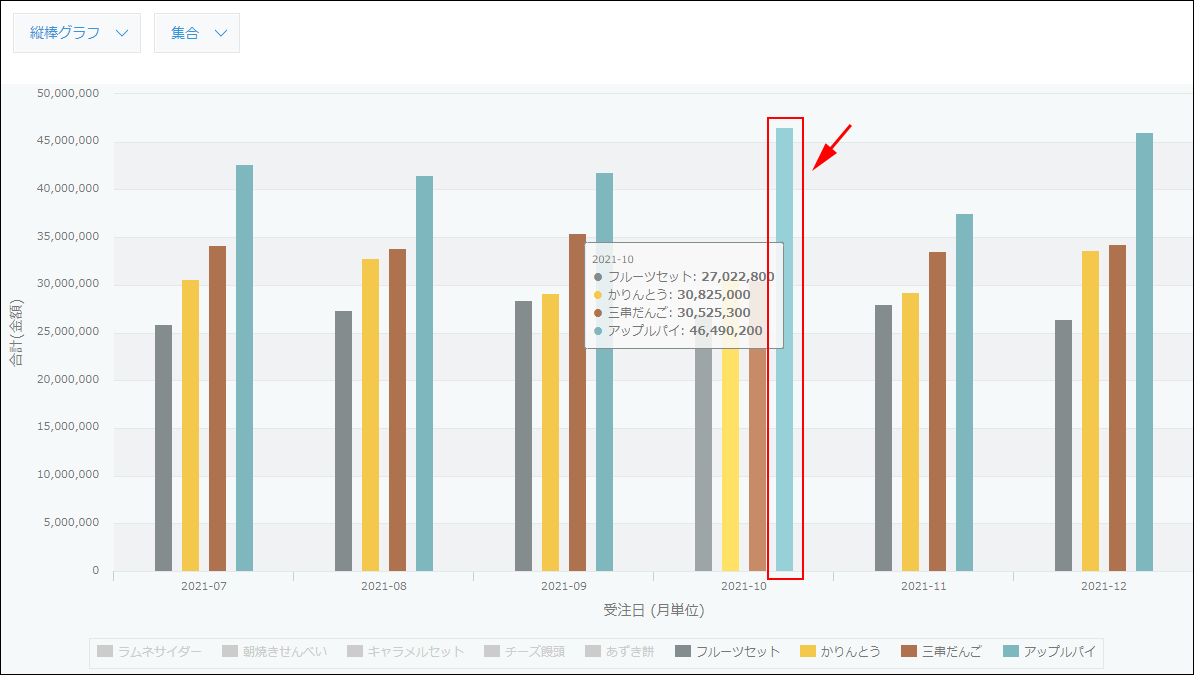 縦棒グラフ 集合
50,000,000
45,000,000
40,000,000
35,000,000
30,000,000
25,000,000
20,000,000
15,000,000
10,000,000
5,000,000
0
合計(金額)
2021-10
フルーツセット: 27,022,800
かりんとう: 30,825,000
三串だんご: 30,525,300
アップルパイ: 46,490,200
2021-07 2021-08 2021-09 2021-10 2021-11 2021-12
受注日 (月単位)
ラムネサイダー 朝焼きせんべい キャラメルセット チーズ饅頭 あずき餅 フルーツセット かりんとう 三串だんご アップルパイ